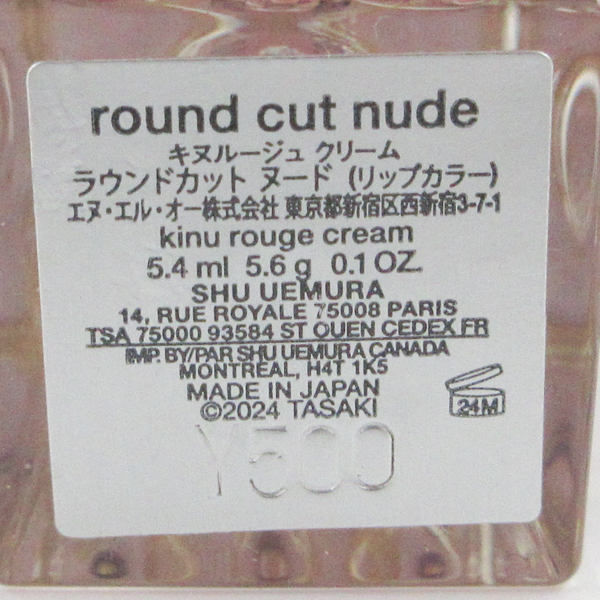 round cut nude
キヌルージュ クリーム
ラウンドカット ヌード (リップカラー)
エヌ・エル・オー株式会社 東京都新宿区西新宿3-7-1
kinu rouge cream
5.4 ml 5.6 g 0.1 OZ.
SHU UEMURA
14, RUE ROYALE 75008 PARIS
TSA 75000 93584 ST OUEN CEDEX FR
IMP. BY/PAR SHU UEMURA CANADA
MONTRÉAL, H4T 1K5
MADE IN JAPAN
©2024 TASAKI
24M
Y500